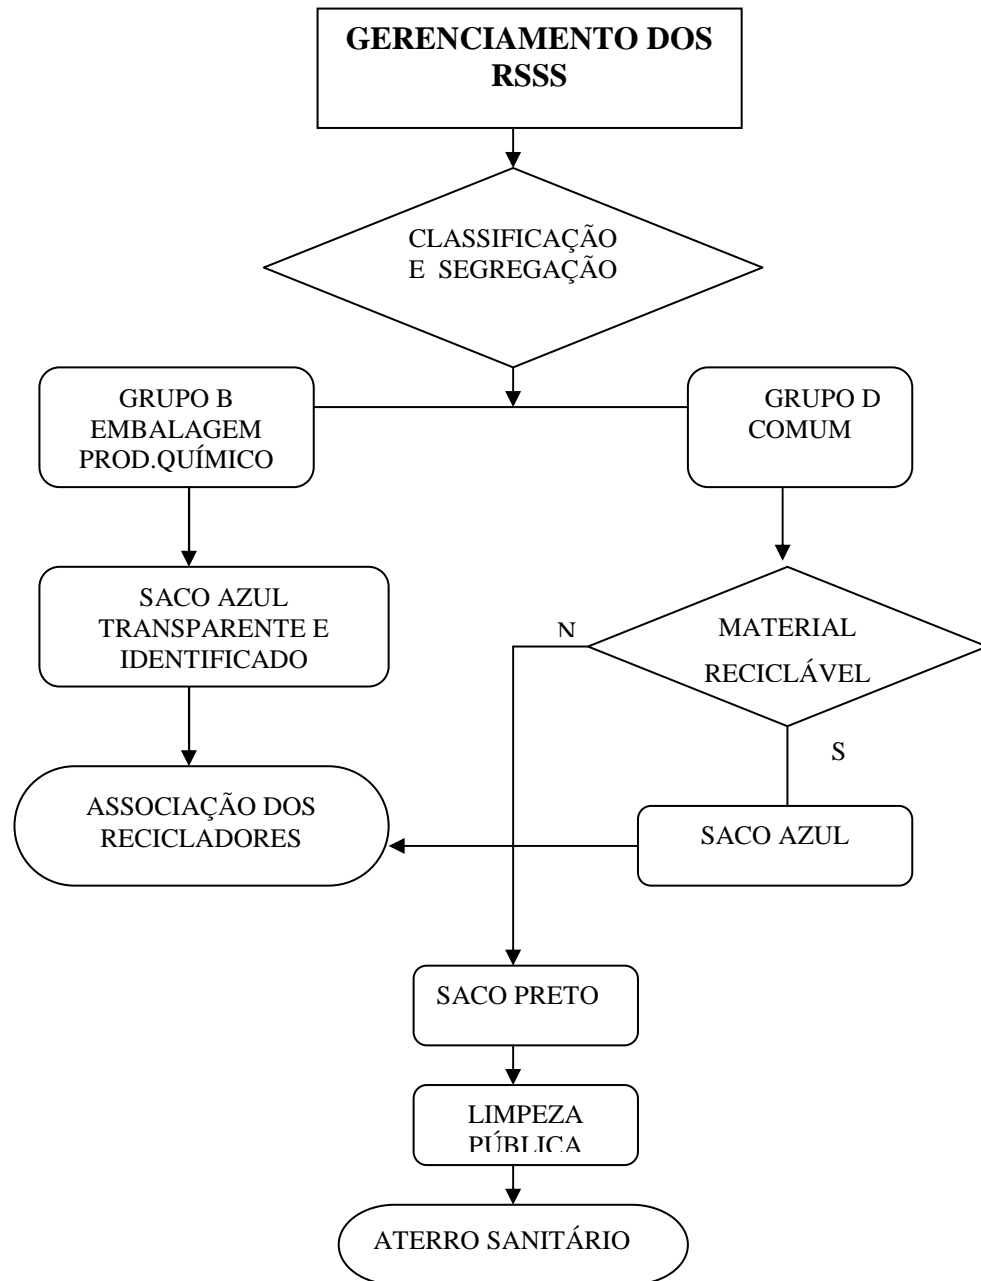 GERENCIAMENTO DOS
RSSS
CLASSIFICAÇÃO
E SEGREGAÇÃO
GRUPO B
EMBALAGEM
PROD.QUÍMICO
GRUPO D
COMUM
SACO AZUL
TRANSPARENTE E
IDENTIFICADO
N
MATERIAL
RECICLÁVEL
S
ASSOCIAÇÃO DOS
RECICLADORES
SACO AZUL
SACO PRETO
LIMPEZA
PÚBLICA
ATERRO SANITÁRIO